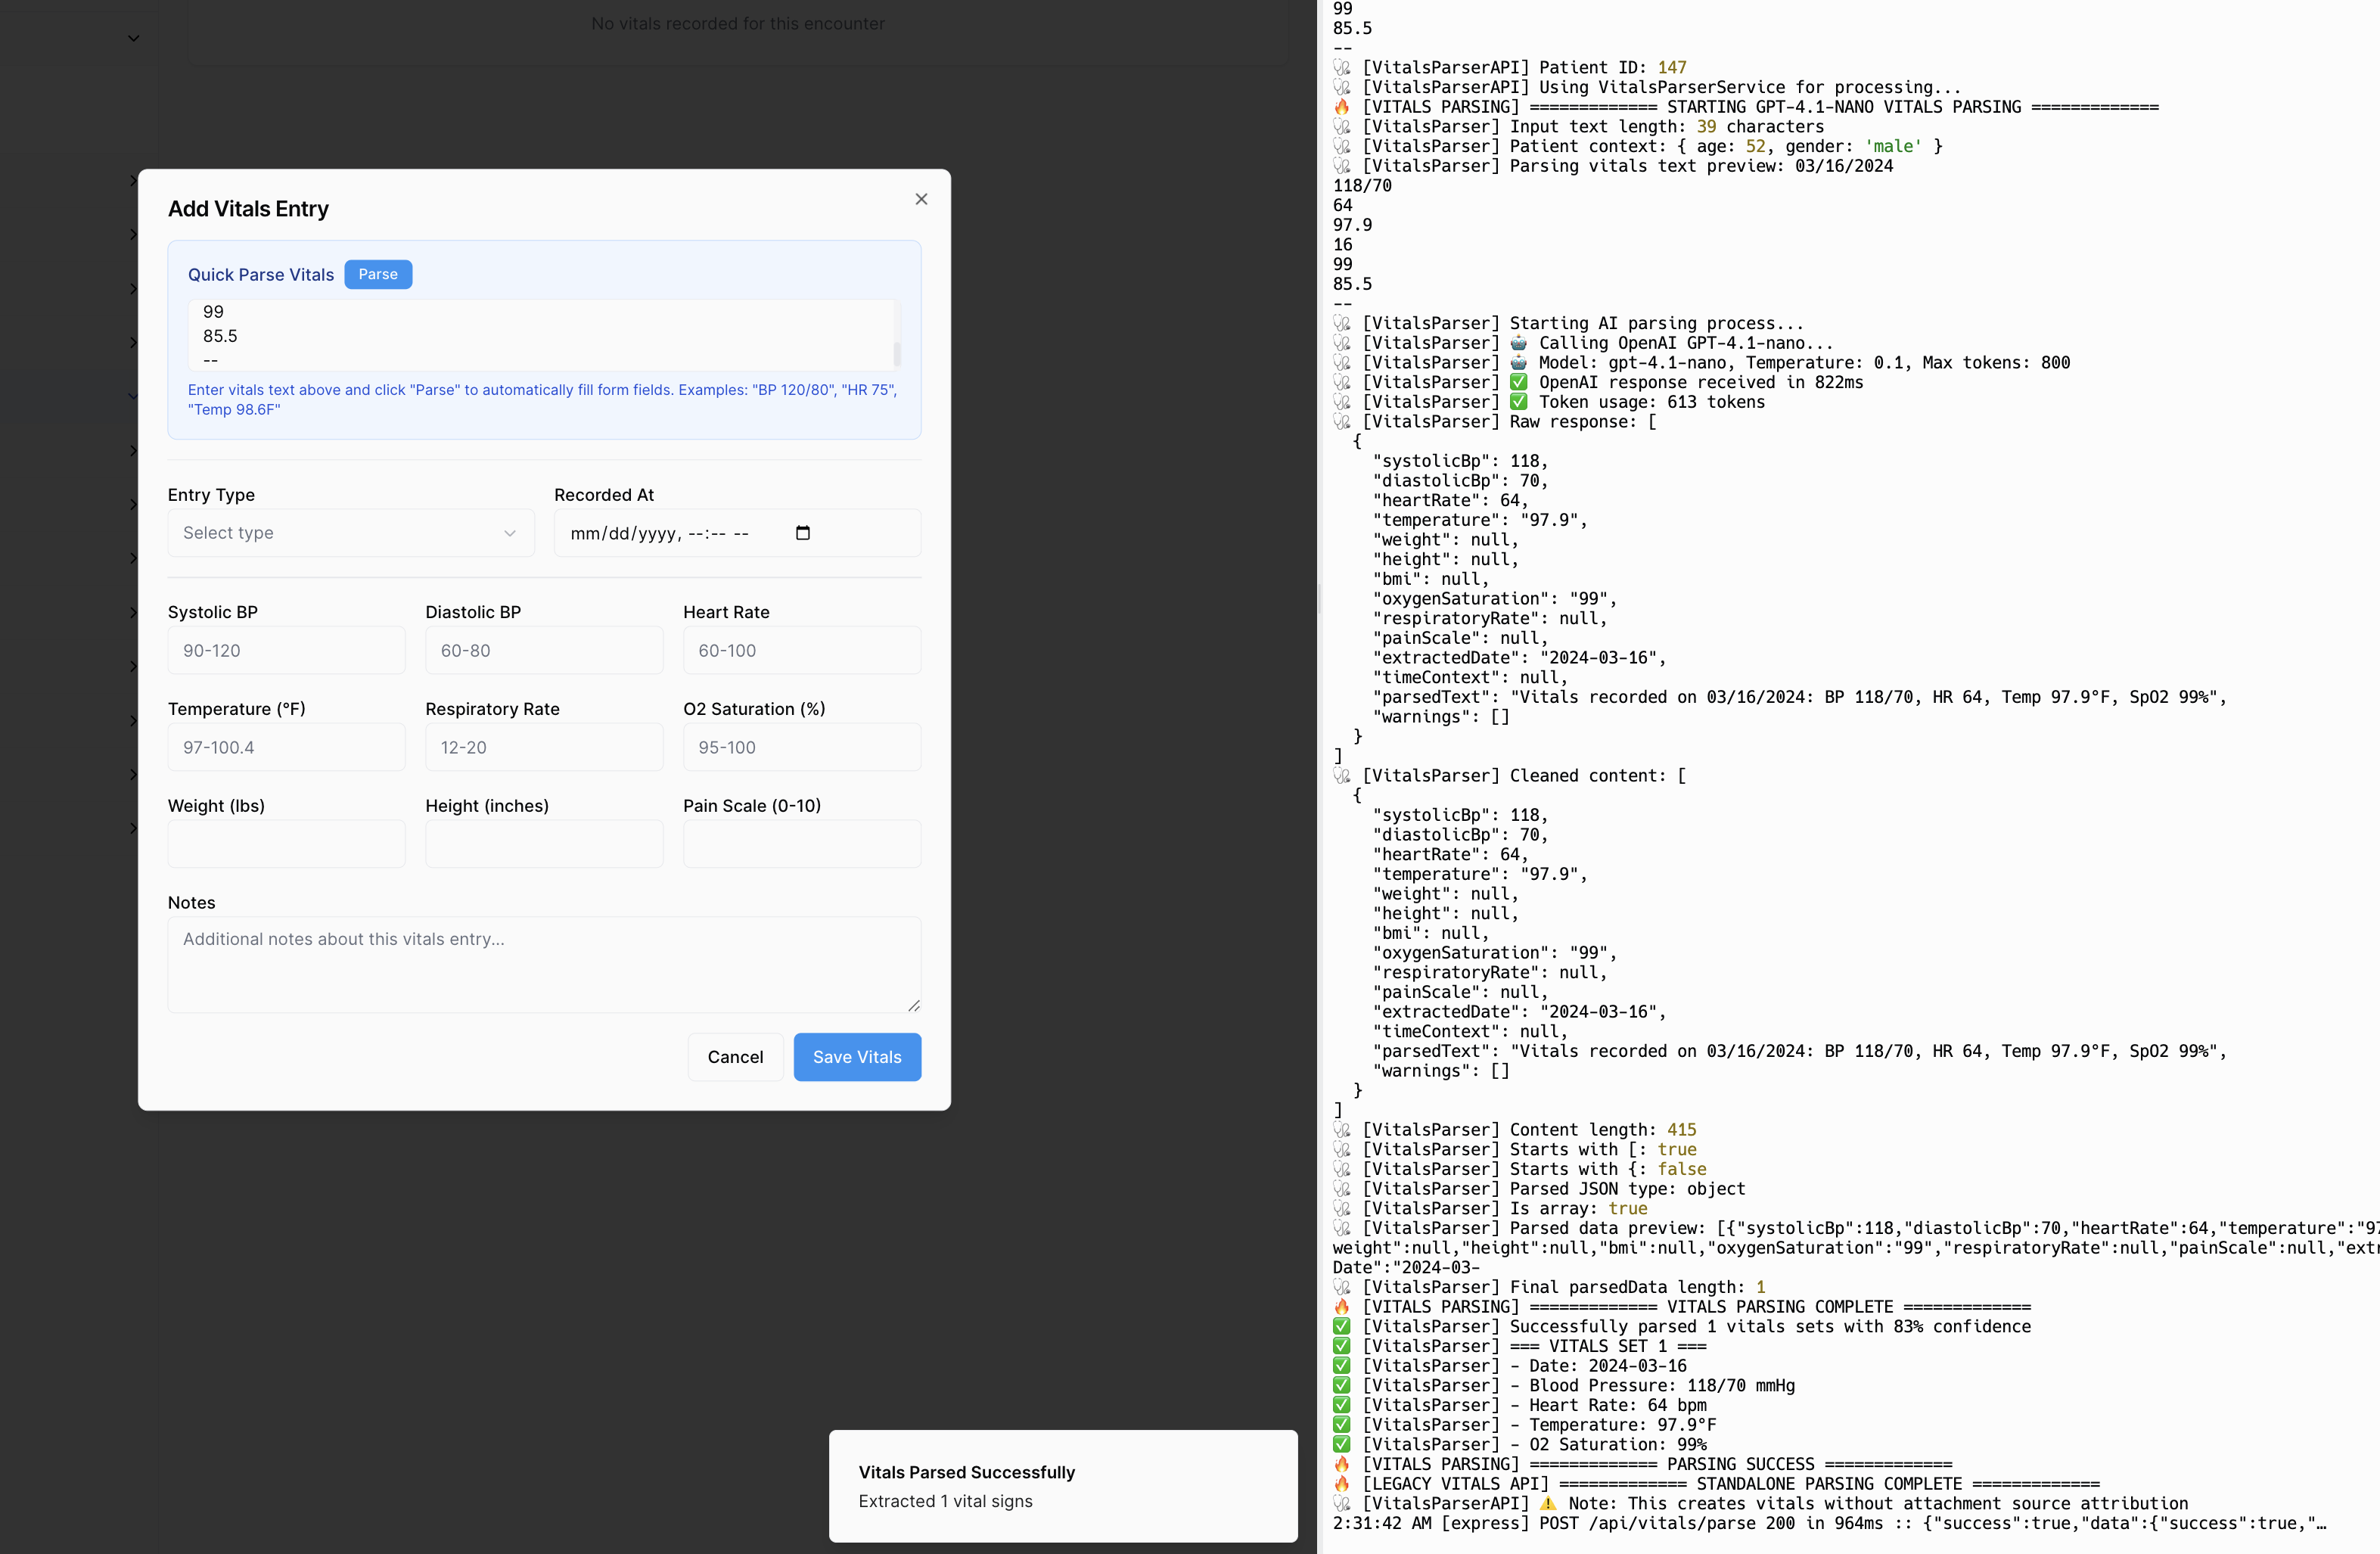 No vitals recorded for this encounter
Add Vitals Entry
Quick Parse Vitals
Parse
99
85.5
--
Enter vitals text above and click "Parse" to automatically fill form fields. Examples: "BP 120/80", "HR 75",
"Temp 98.6F"
Entry Type
Recorded At
Select type
mm/dd/yyyy, --:-- --
Systolic BP
Diastolic BP
Heart Rate
90-120
60-80
60-100
Temperature (°F)
Respiratory Rate
O2 Saturation (%)
97-100.4
12-20
95-100
Weight (lbs)
Height (inches)
Pain Scale (0-10)
Notes
Additional notes about this vitals entry...
Cancel
Save Vitals
Vitals Parsed Successfully
Extracted 1 vital signs
99
85.5
--
[VitalsParserAPI] Patient ID: 147
[VitalsParserAPI] Using VitalsParserService for processing...
[VITALS PARSING] ============= STARTING GPT-4.1-NANO VITALS PARSING =============
[VitalsParser] Input text length: 39 characters
[VitalsParser] Patient context: { age: 52, gender: 'male' }
[VitalsParser] Parsing vitals text preview: 03/16/2024
118/70
64
97.9
16
99
85.5
--
[VitalsParser] Starting AI parsing process...
[VitalsParser] 🤖 Calling OpenAI GPT-4.1-nano...
[VitalsParser] 🤖 Model: gpt-4.1-nano, Temperature: 0.1, Max tokens: 800
[VitalsParser] ✅ OpenAI response received in 822ms
[VitalsParser] ✅ Token usage: 613 tokens
[VitalsParser] Raw response: [
{
"systolicBp": 118,
"diastolicBp": 70,
"heartRate": 64,
"temperature": "97.9",
"weight": null,
"height": null,
"bmi": null,
"oxygenSaturation": "99",
"respiratoryRate": null,
"painScale": null,
"extractedDate": "2024-03-16",
"timeContext": null,
"parsedText": "Vitals recorded on 03/16/2024: BP 118/70, HR 64, Temp 97.9°F, SpO2 99%",
"warnings": []
}
]
[VitalsParser] Cleaned content: [
{
"systolicBp": 118,
"diastolicBp": 70,
"heartRate": 64,
"temperature": "97.9",
"weight": null,
"height": null,
"bmi": null,
"oxygenSaturation": "99",
"respiratoryRate": null,
"painScale": null,
"extractedDate": "2024-03-16",
"timeContext": null,
"parsedText": "Vitals recorded on 03/16/2024: BP 118/70, HR 64, Temp 97.9°F, SpO2 99%",
"warnings": []
}
]
[VitalsParser] Content length: 415
[VitalsParser] Starts with [: true
[VitalsParser] Starts with {: false
[VitalsParser] Parsed JSON type: object
[VitalsParser] Is array: true
[VitalsParser] Parsed data preview: [{"systolicBp":118,"diastolicBp":70,"heartRate":64,"temperature":"97
weight":null,"height":null,"bmi":null,"oxygenSaturation":"99","respiratoryRate":null,"painScale":null,"extr
Date":"2024-03-
[VitalsParser] Final parsedData length: 1
[VITALS PARSING] ============= VITALS PARSING COMPLETE =============
[VitalsParser] Successfully parsed 1 vitals sets with 83% confidence
[VitalsParser] === VITALS SET 1 ===
[VitalsParser] - Date: 2024-03-16
[VitalsParser] - Blood Pressure: 118/70 mmHg
[VitalsParser] - Heart Rate: 64 bpm
[VitalsParser] - Temperature: 97.9°F
[VitalsParser] - O2 Saturation: 99%
[VITALS PARSING] ============= PARSING SUCCESS =============
[LEGACY VITALS API] ============= STANDALONE PARSING COMPLETE =============
[VitalsParserAPI] ⚠️ Note: This creates vitals without attachment source attribution
2:31:42 AM [express] POST /api/vitals/parse 200 in 964ms :: {"success":true,"data":{"success":true,"…